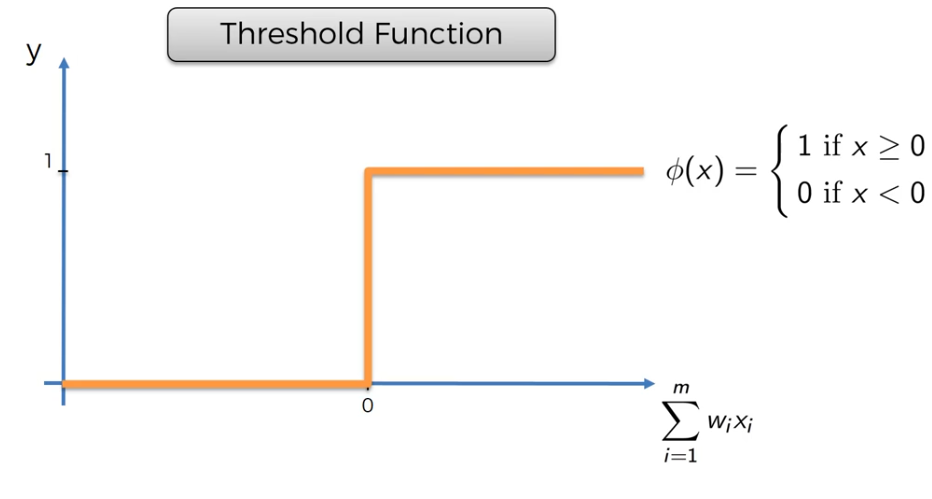 Threshold Function
y
1
ϕ(x) = { 1 if x ≥ 0
0 if x < 0
0
m
∑ wᵢxᵢ
i=1